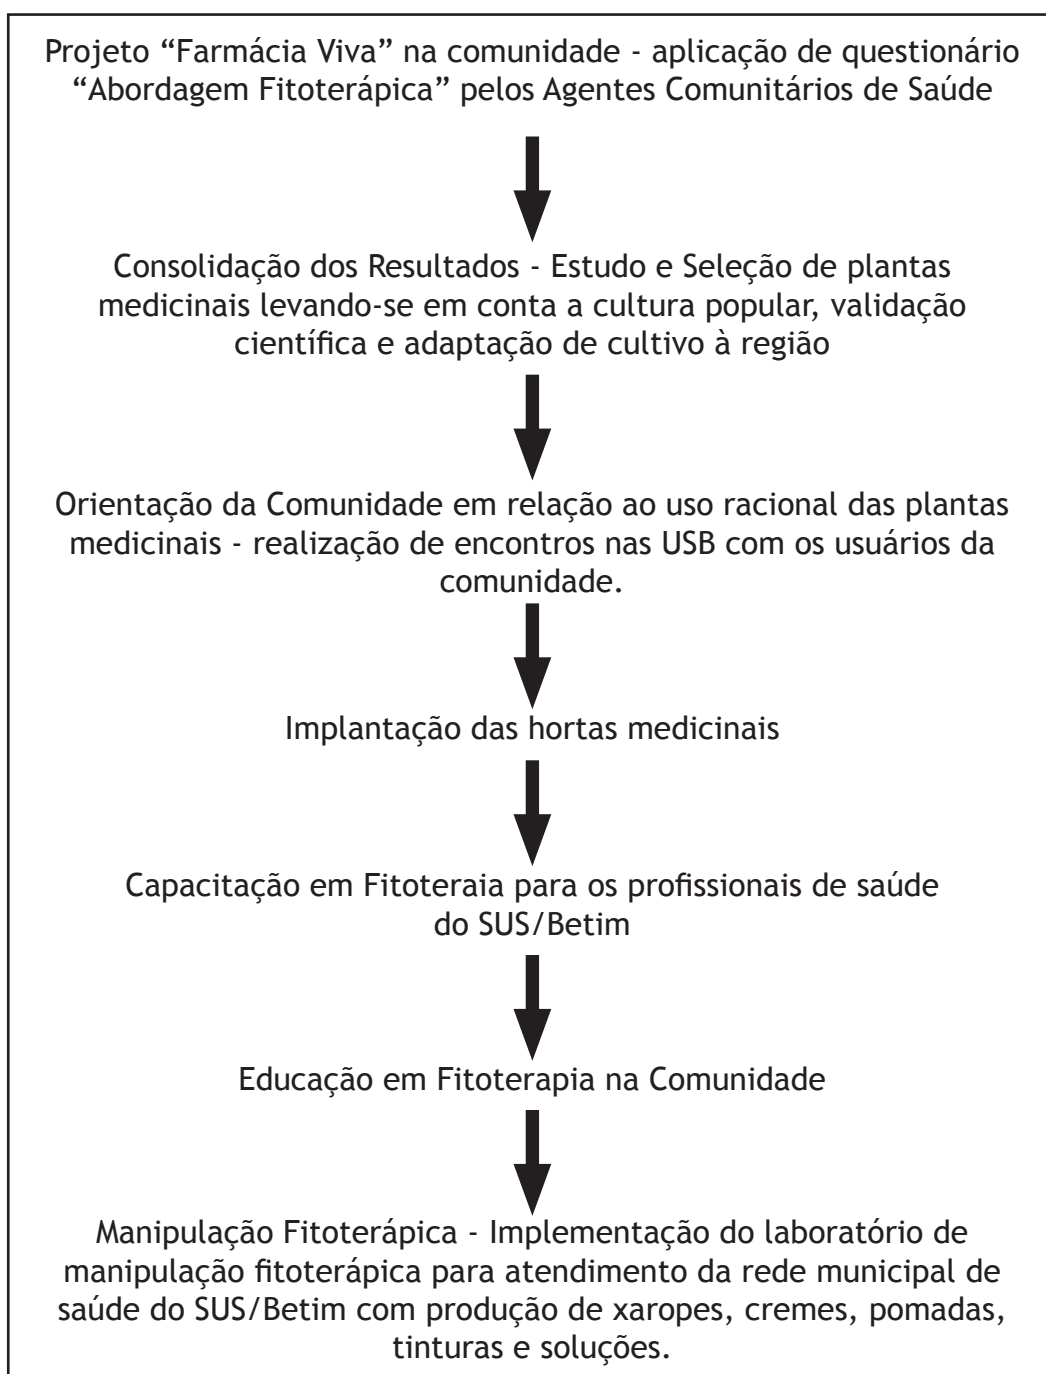 Projeto “Farmácia Viva” na comunidade - aplicação de questionário
“Abordagem Fitoterápica” pelos Agentes Comunitários de Saúde
Consolidação dos Resultados - Estudo e Seleção de plantas
medicinais levando-se em conta a cultura popular, validação
científica e adaptação de cultivo à região
Orientação da Comunidade em relação ao uso racional das plantas
medicinais - realização de encontros nas USB com os usuários da
comunidade.
Implantação das hortas medicinais
Capacitação em Fitoteraia para os profissionais de saúde
do SUS/Betim
Educação em Fitoterapia na Comunidade
Manipulação Fitoterápica - Implementação do laboratório de
manipulação fitoterápica para atendimento da rede municipal de
saúde do SUS/Betim com produção de xaropes, cremes, pomadas,
tinturas e soluções.